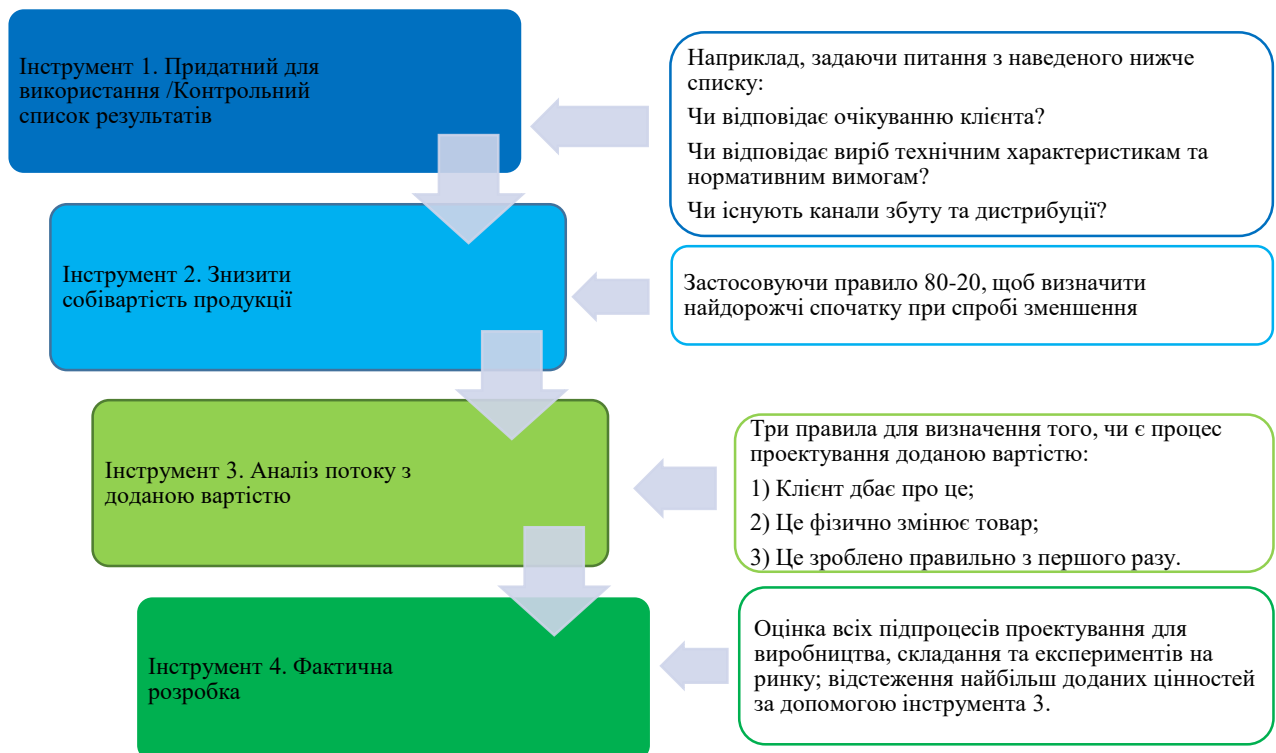 Інструмент 1. Придатний для
використання /Контрольний
список результатів
Наприклад, задаючи питання з наведеного нижче
списку:
Чи відповідає очікуванню клієнта?
Чи відповідає виріб технічним характеристикам та
нормативним вимогам?
Чи існують канали збуту та дистрибуції?
Інструмент 2. Знизити
собівартість продукції
Застосовуючи правило 80-20, щоб визначити
найдорожчі спочатку при спробі зменшення
Інструмент 3. Аналіз потоку з
доданою вартістю
Три правила для визначення того, чи є процес
проектування доданою вартістю:
1) Клієнт дбає про це;
2) Це фізично змінює товар;
3) Це зроблено правильно з першого разу.
Інструмент 4. Фактична
розробка
Оцінка всіх підпроцесів проектування для
виробництва, складання та експериментів на
ринку; відстеження найбільш доданих цінностей
за допомогою інструмента 3.